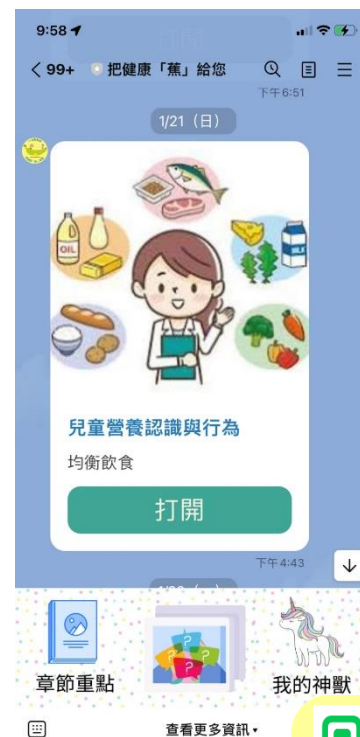 9:58
99+ 把健康「蕉」給您
下午6:51
1/21（日）
OIL
MILK
兒童營養認識與行為
均衡飲食
打開
下午4:43
? ? ? ?
章節重點
我的神獸
查看更多資訊